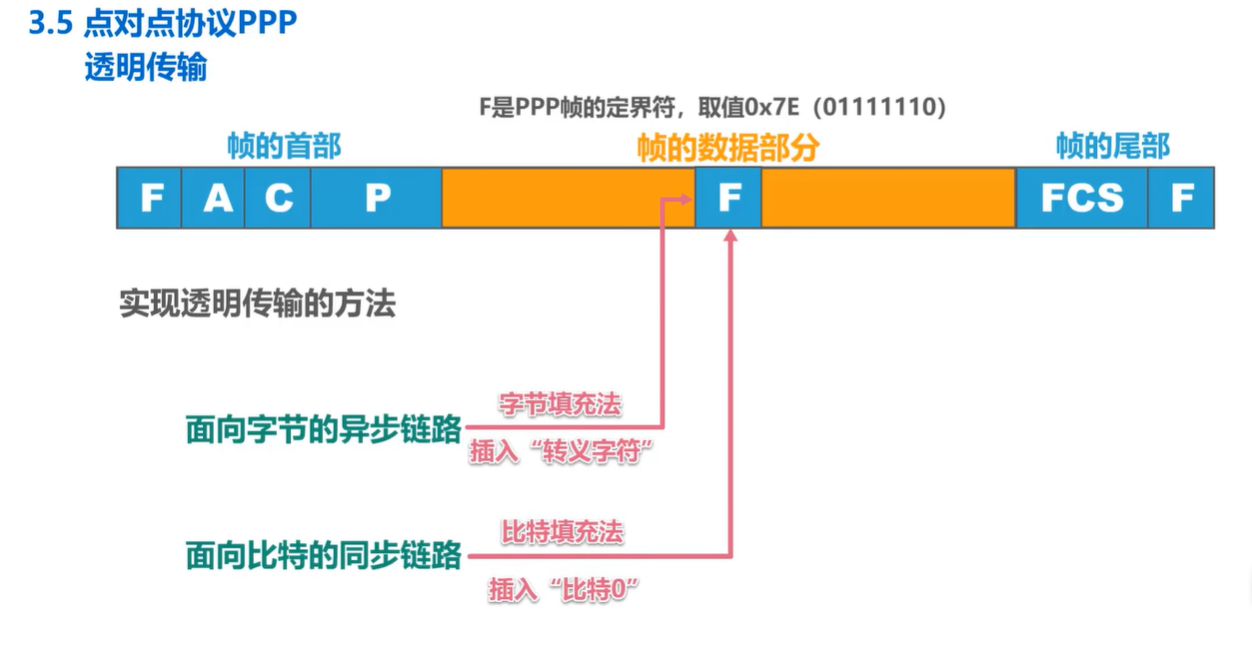 3.5 点对点协议PPP
透明传输
F是PPP帧的定界符，取值0x7E（01111110）
帧的首部
帧的数据部分
帧的尾部
F A C P F FCS F
实现透明传输的方法
字节填充法
面向字节的异步链路
插入“转义字符”
比特填充法
面向比特的同步链路
插入“比特0”